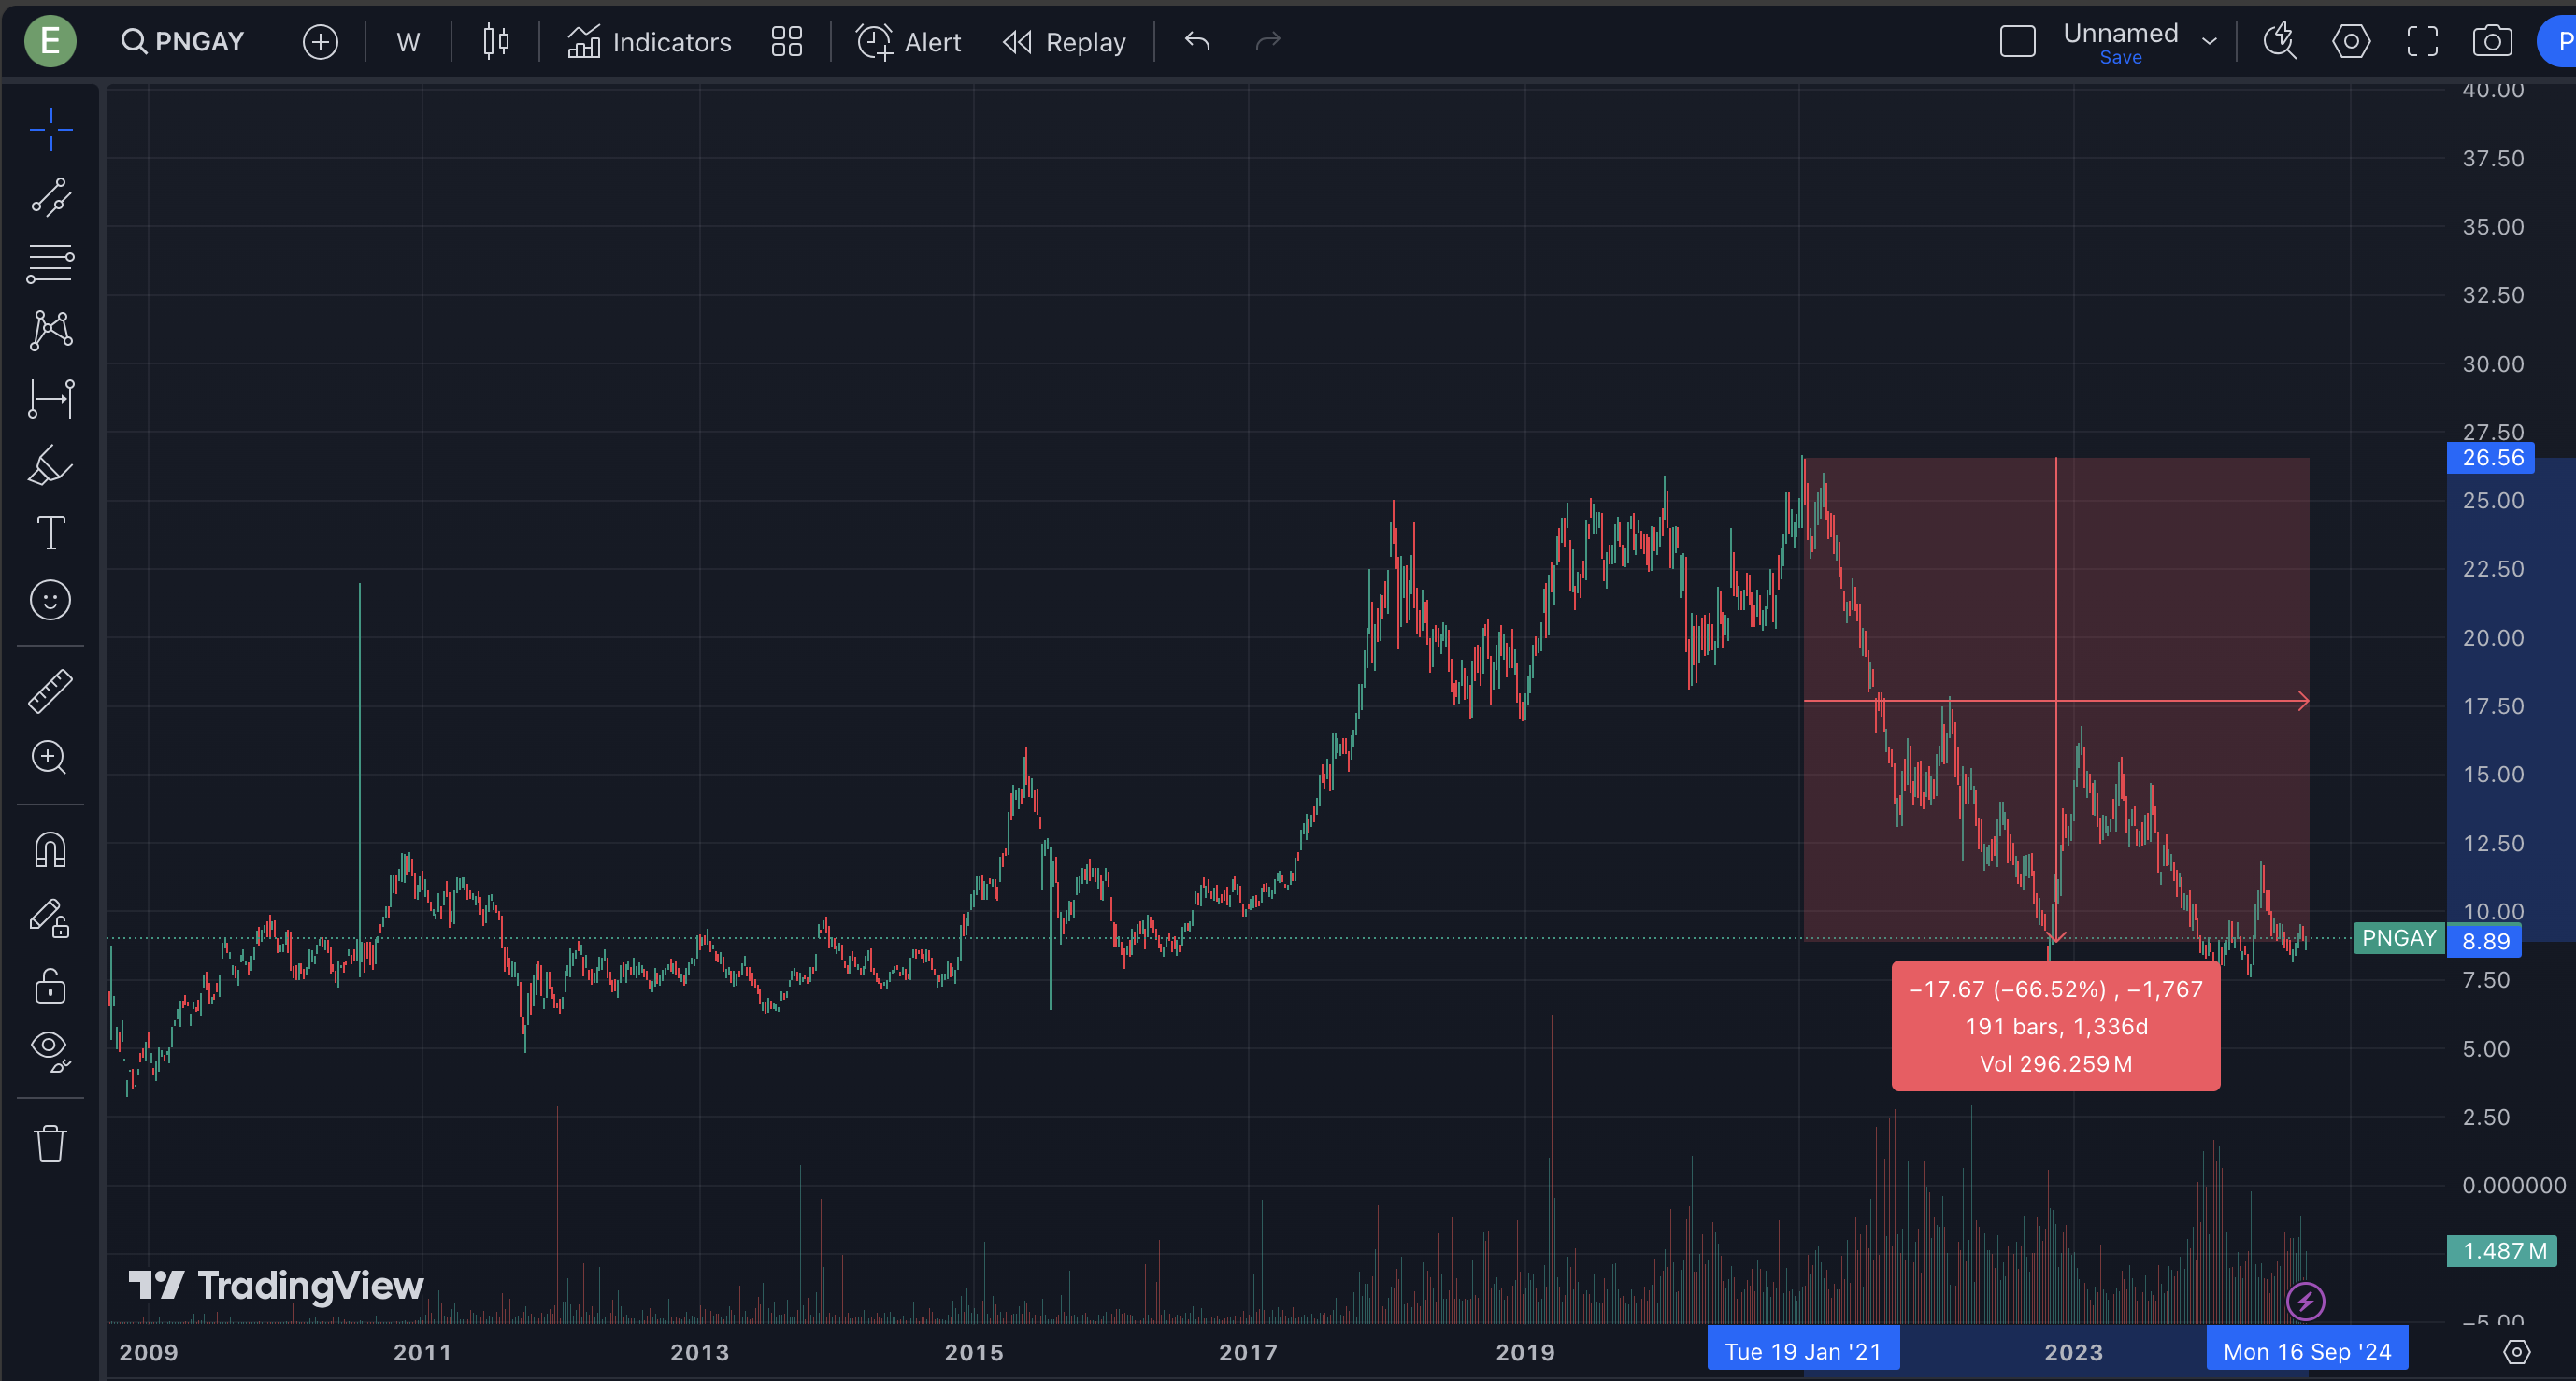 E
PNGAY
W
Indicators
Alert
Replay
Unnamed
Save
P
40.00
37.50
35.00
32.50
30.00
27.50
26.56
25.00
22.50
20.00
17.50
15.00
12.50
10.00
PNGAY
8.89
7.50
−17.67 (−66.52%) , −1,767
191 bars, 1,336d
Vol 296.259 M
5.00
2.50
0.000000
1.487 M
TradingView
−5.00
2009 2011 2013 2015 2017 2019 Tue 19 Jan '21 2023 Mon 16 Sep '24